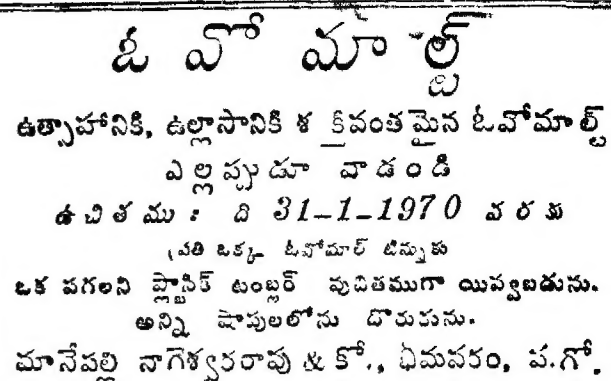 ఓ వో మా ల్ట్
ఉత్సాహానికి, ఉల్లాసానికి శక్తివంతమైన ఓవోమాల్ట్
ఎల్లప్పుడూ వాడండి
ఉచితము : ది 31-1-1970 వరకు
ప్రతి ఒక్క ఓవోమాల్ట్ టిన్నుకు
ఒక పగలని ప్లాస్టిక్ టంబ్లర్ వుచితముగా యివ్వబడును.
అన్ని షాపులలోను దొరుకును.
మానేపల్లి నాగేశ్వరరావు & కో., భీమవరం, ప.గో.